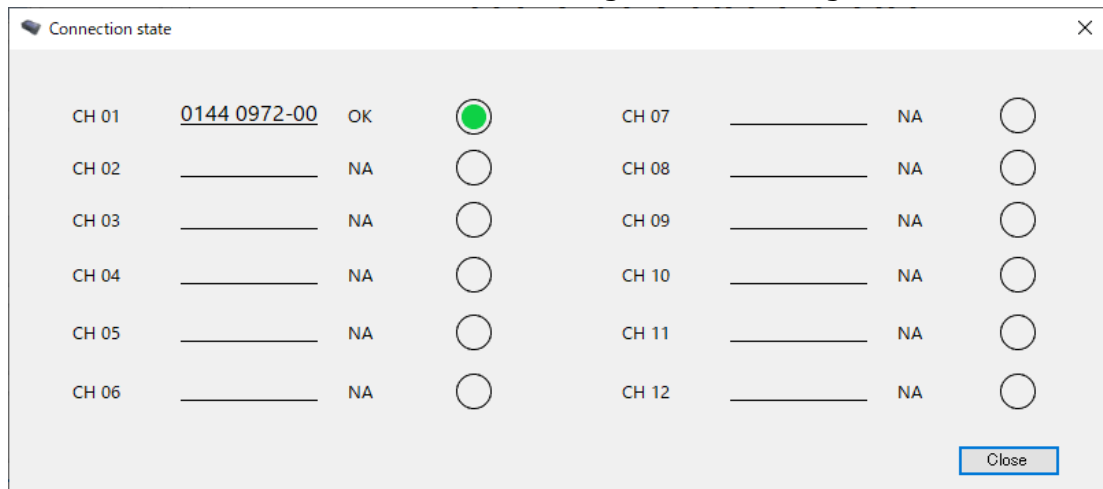 Connection state
CH 01 0144 0972-00 OK CH 07 NA
CH 02 NA CH 08 NA
CH 03 NA CH 09 NA
CH 04 NA CH 10 NA
CH 05 NA CH 11 NA
CH 06 NA CH 12 NA
Close